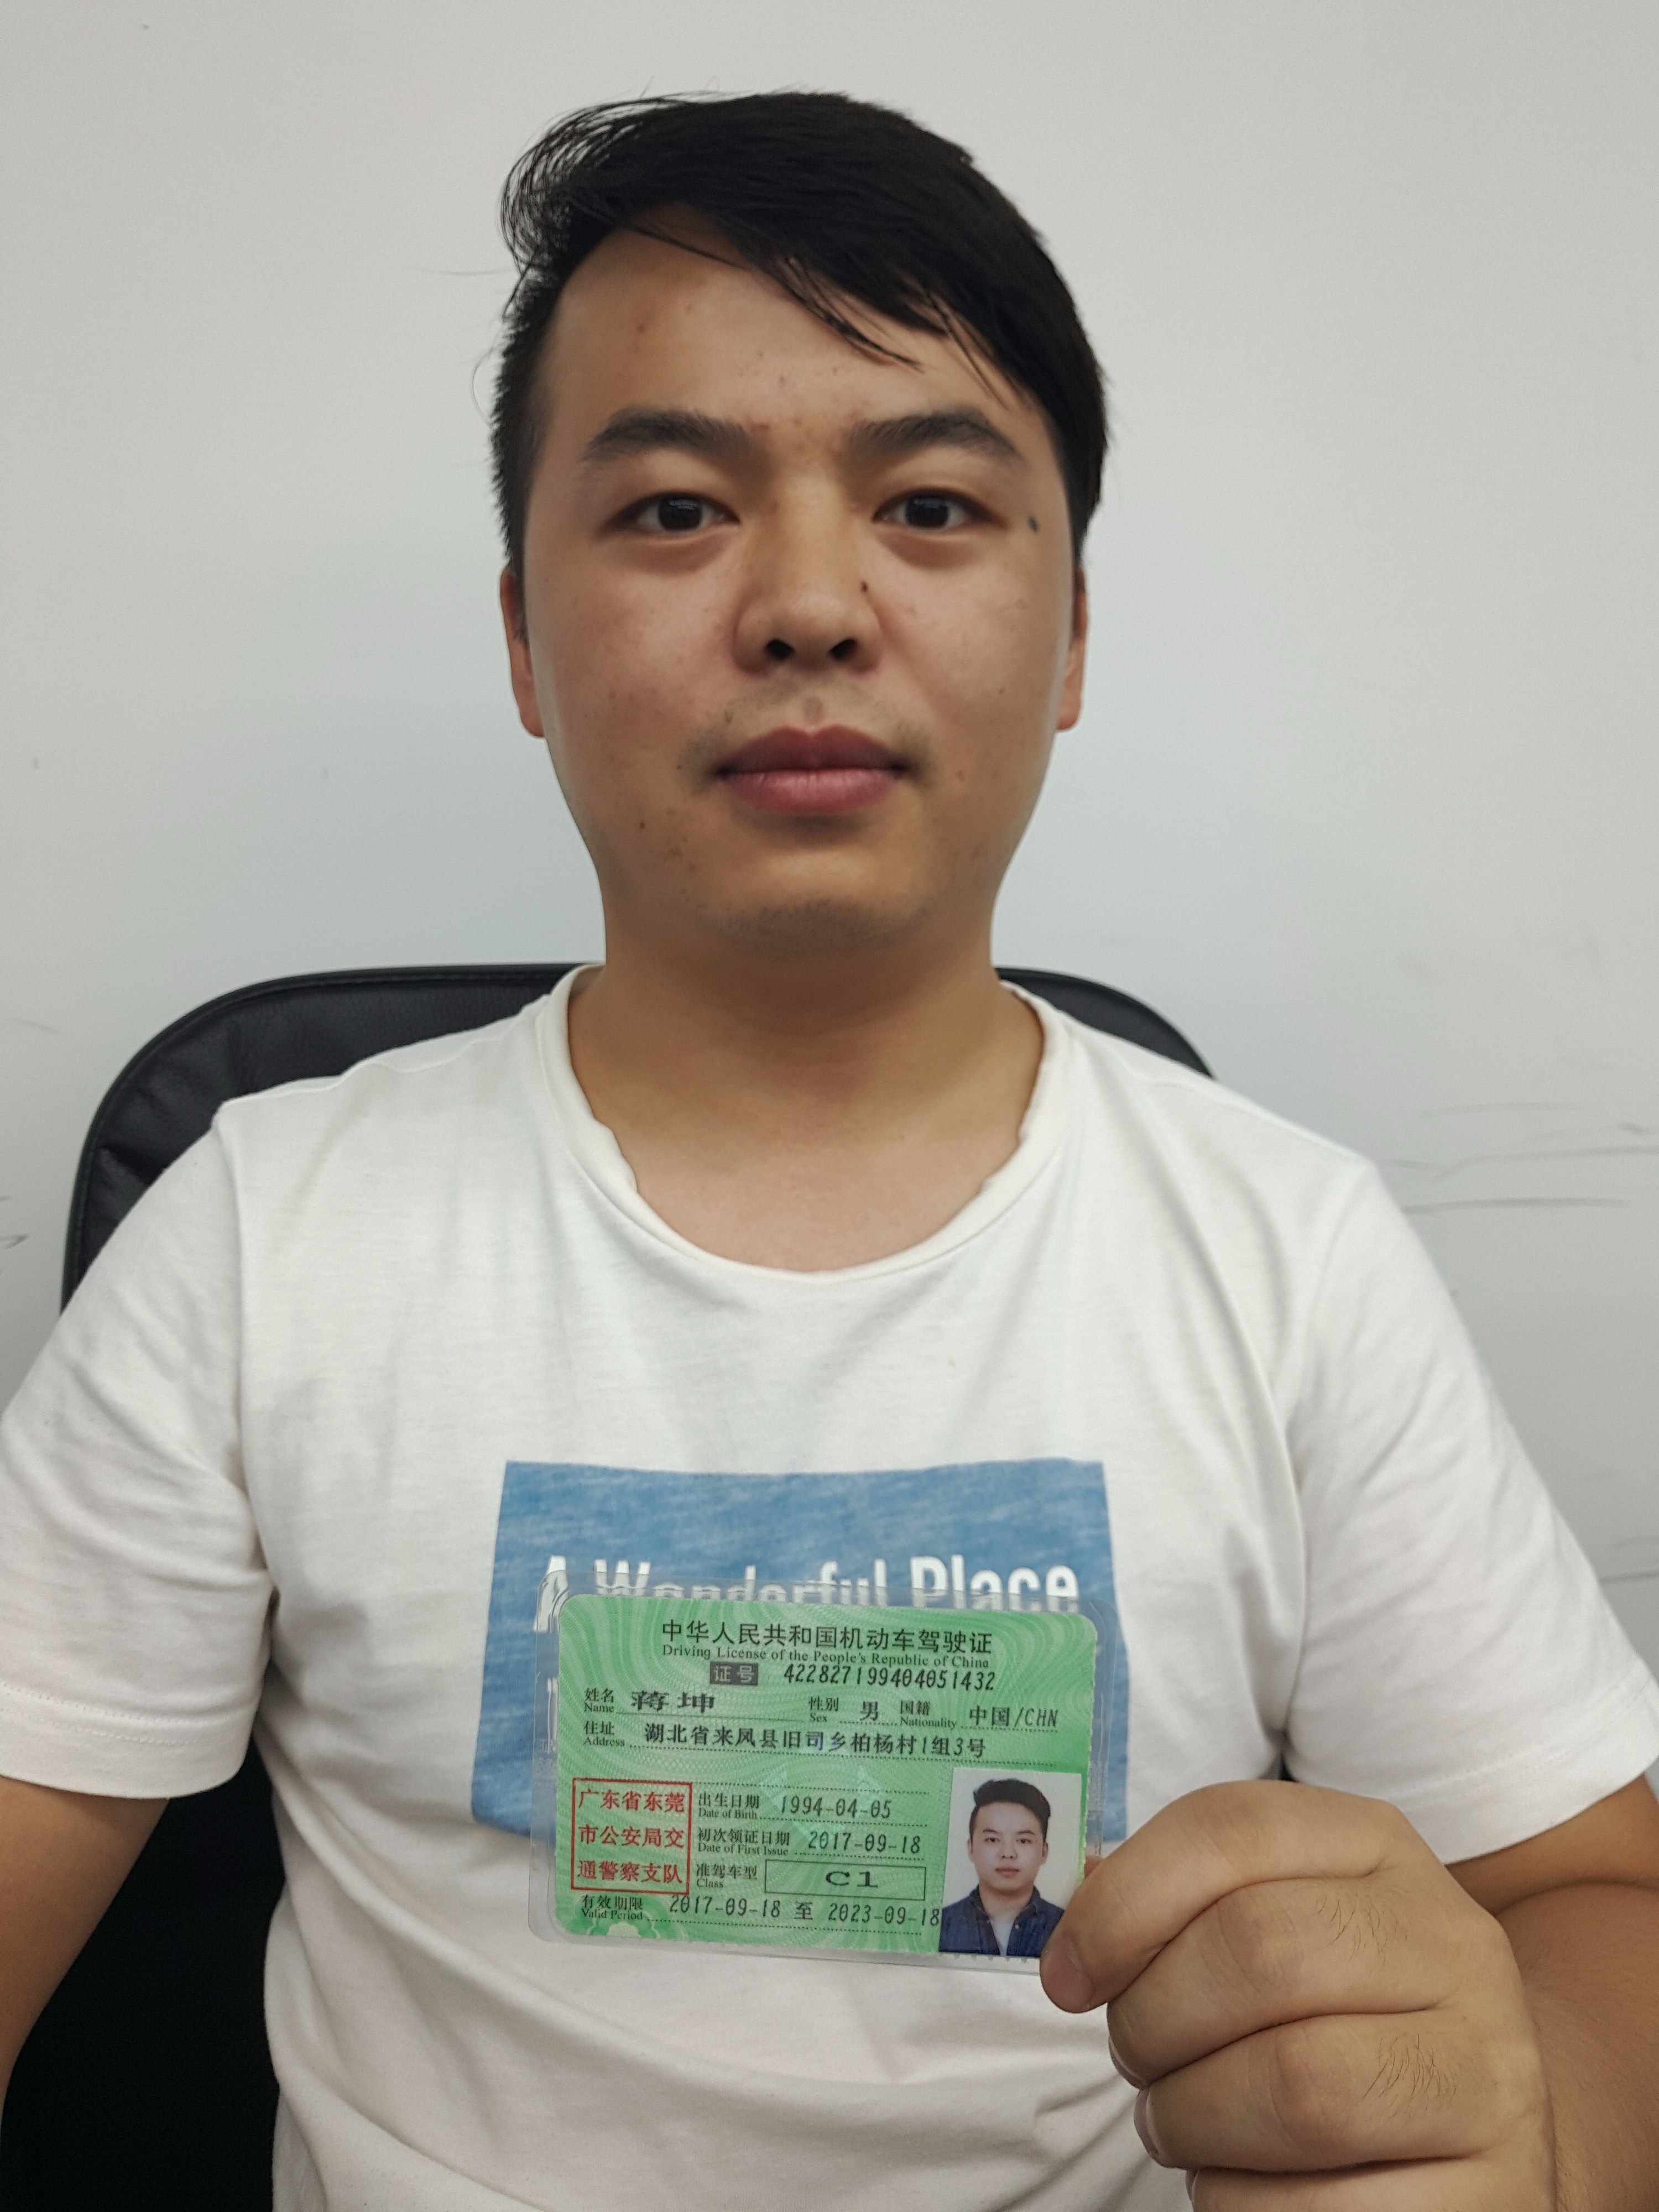 A Wonderful Place
中华人民共和国机动车驾驶证
Driving License of the People's Republic of China
证号 422827199404051432
姓名 蒋坤 性别 男 国籍 中国/CHN
Name Sex Nationality
住址 湖北省来凤县旧司乡柏杨村1组3号
Address
广东省东莞
市公安局交
通警察支队
出生日期 1994-04-05
Date of Birth
初次领证日期 2017-09-18
Date of First Issue
准驾车型 C1
Class
有效期限 2017-09-18 至 2023-09-18
Valid Period